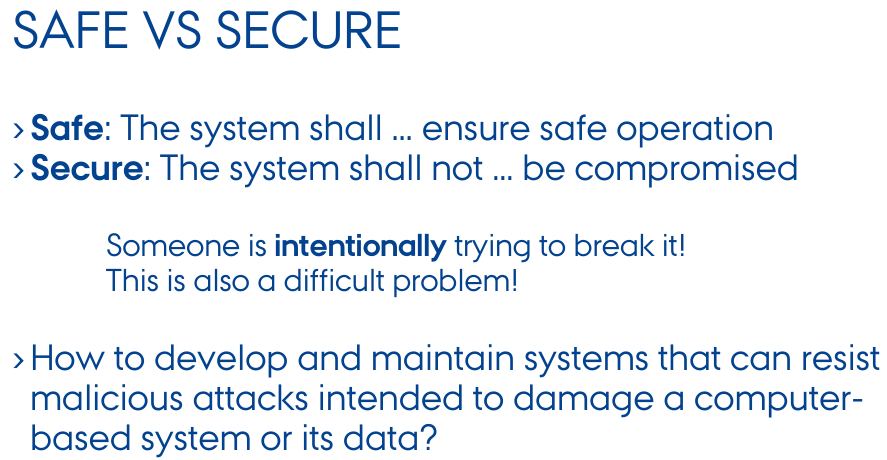 SAFE VS SECURE
› Safe: The system shall ... ensure safe operation
› Secure: The system shall not ... be compromised
Someone is intentionally trying to break it!
This is also a difficult problem!
› How to develop and maintain systems that can resist
malicious attacks intended to damage a computer-
based system or its data?